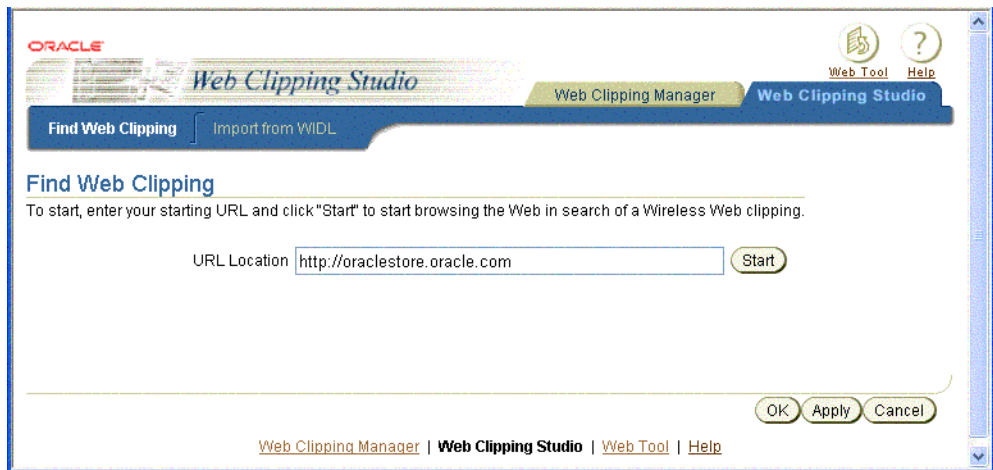 ORACLE
Web Clipping Studio
Web Tool Help
Web Clipping Manager Web Clipping Studio
Find Web Clipping Import from WIDL
Find Web Clipping
To start, enter your starting URL and click "Start" to start browsing the Web in search of a Wireless Web clipping.
URL Location http://oraclestore.oracle.com Start
OK Apply Cancel
Web Clipping Manager | Web Clipping Studio | Web Tool | Help